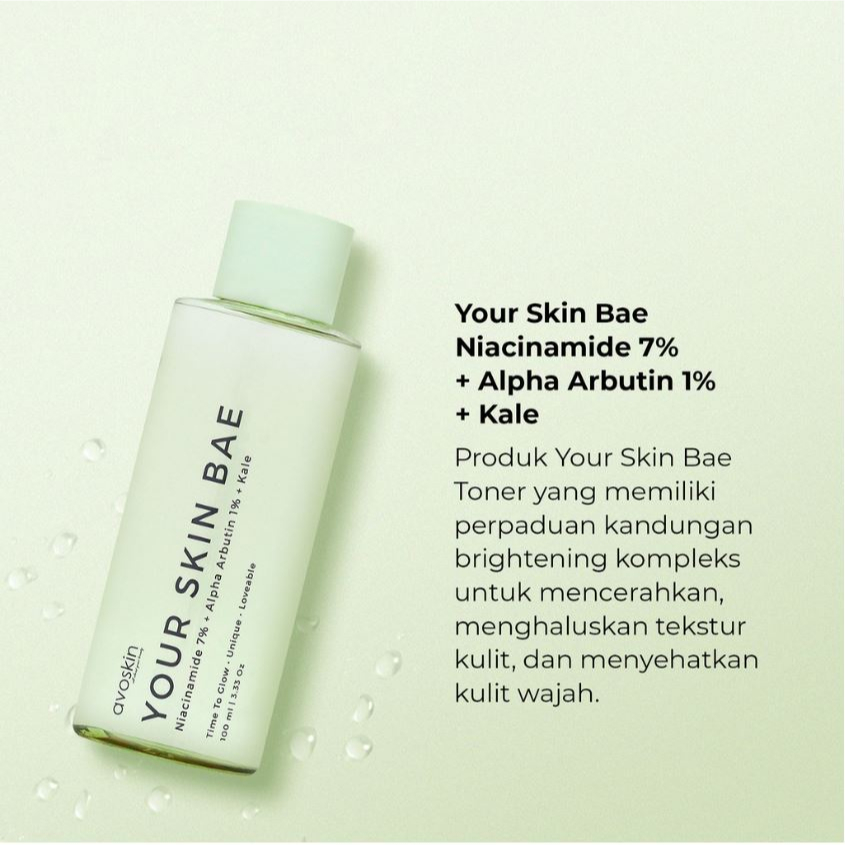 avoskin
YOUR SKIN BAE
Niacinamide 7% + Alpha Arbutin 1% + Kale
Time To Glow · Unique · Loveable
100 ml | 3.33 Oz
Your Skin Bae
Niacinamide 7%
+ Alpha Arbutin 1%
+ Kale
Produk Your Skin Bae
Toner yang memiliki
perpaduan kandungan
brightening kompleks
untuk mencerahkan,
menghaluskan tekstur
kulit, dan menyehatkan
kulit wajah.